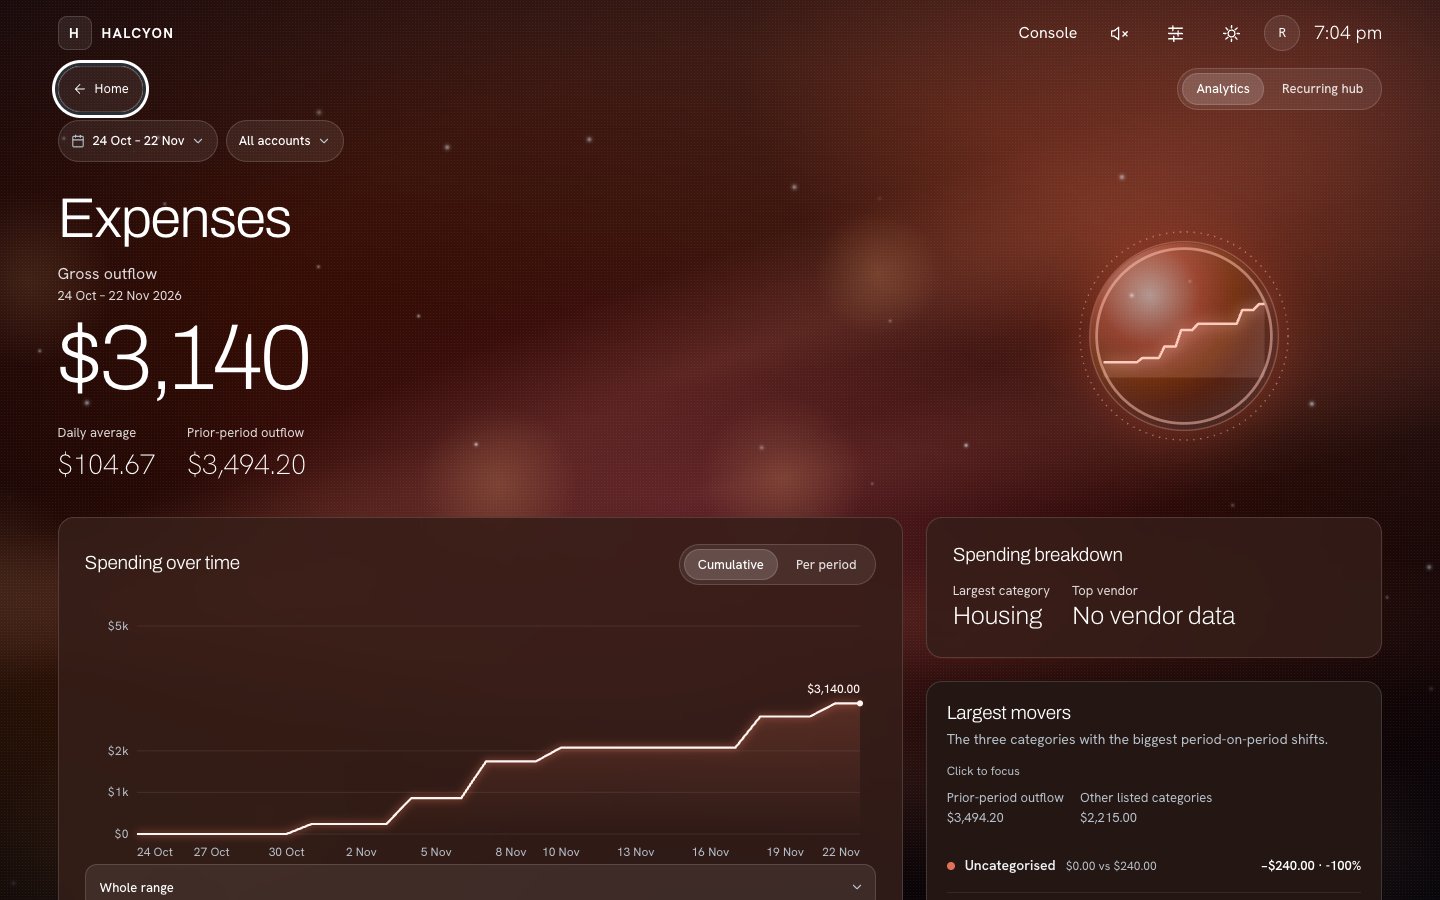 H HALCYON
Console
R 7:04 pm
Home
Analytics Recurring hub
24 Oct – 22 Nov All accounts
Expenses
Gross outflow
24 Oct – 22 Nov 2026
$3,140
Daily average Prior-period outflow
$104.67 $3,494.20
Spending over time
Cumulative Per period
$5k
$3,140.00
$2k
$1k
$0
24 Oct 27 Oct 30 Oct 2 Nov 5 Nov 8 Nov 10 Nov 13 Nov 16 Nov 19 Nov 22 Nov
Whole range
Spending breakdown
Largest category Top vendor
Housing No vendor data
Largest movers
The three categories with the biggest period-on-period shifts.
Click to focus
Prior-period outflow Other listed categories
$3,494.20 $2,215.00
Uncategorised $0.00 vs $240.00 −$240.00 · -100%